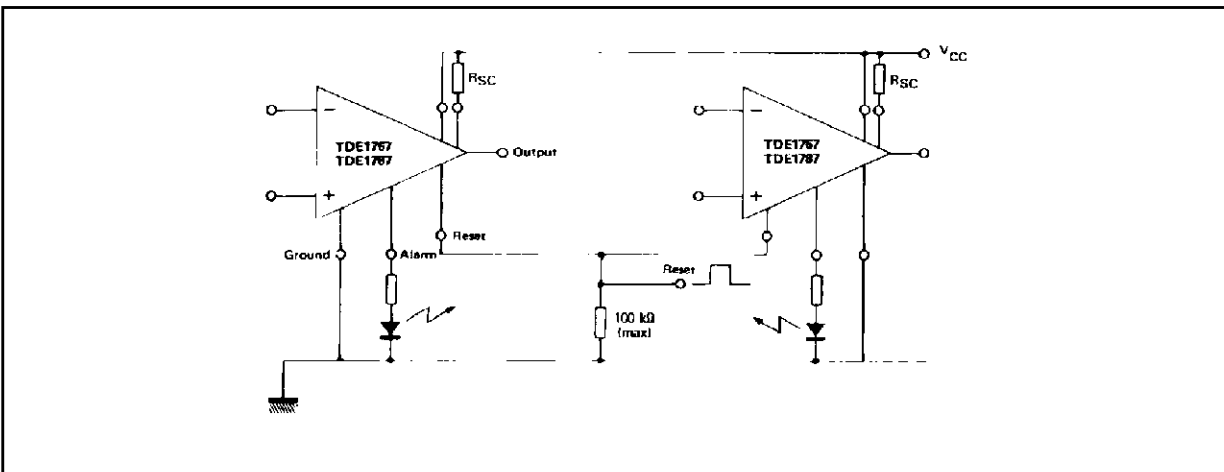 V_CC
R_SC
R_SC
−
TDE1767
TDE1787
Output
+
−
TDE1767
TDE1787
+
Reset
Ground
Alarm
Reset
100 kΩ
(max)